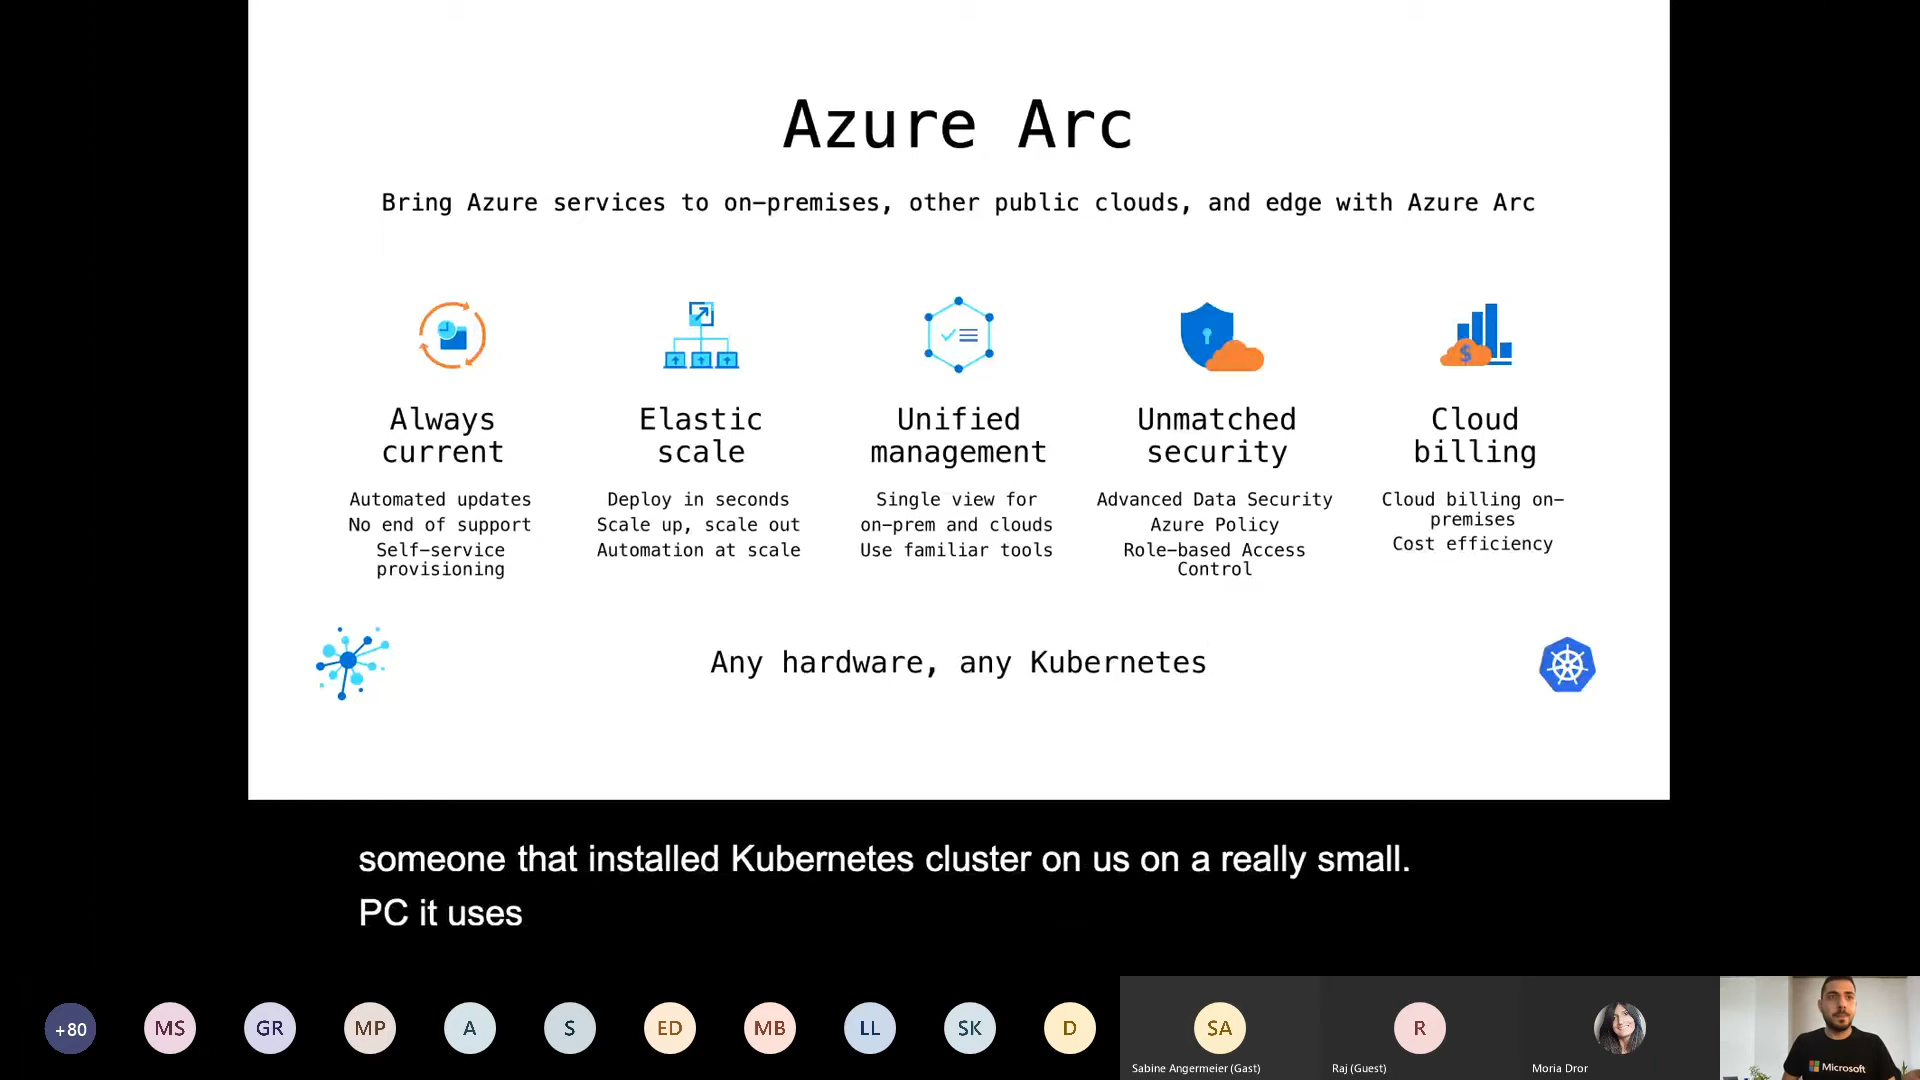 Azure Arc
Bring Azure services to on-premises, other public clouds, and edge with Azure Arc
Always
current
Automated updates
No end of support
Self-service
provisioning
Elastic
scale
Deploy in seconds
Scale up, scale out
Automation at scale
Unified
management
Single view for
on-prem and clouds
Use familiar tools
Unmatched
security
Advanced Data Security
Azure Policy
Role-based Access
Control
Cloud
billing
Cloud billing on-
premises
Cost efficiency
$
Any hardware, any Kubernetes
someone that installed Kubernetes cluster on us on a really small.
PC it uses
+80
MS
GR
MP
A
S
ED
MB
LL
SK
D
SA
Sabine Angermeier (Gast)
R
Raj (Guest)
Moria Dror
Microsoft